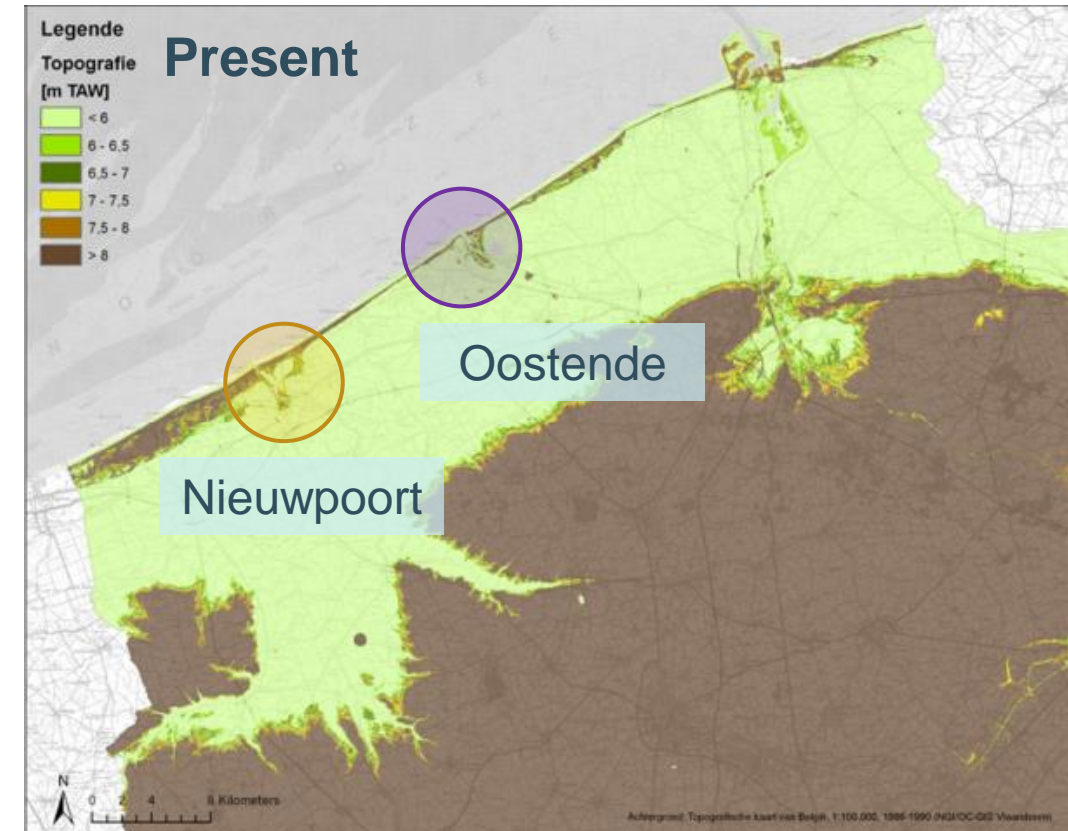 Legende
Present
Topografie
[m TAW]
< 6
6 - 6,5
6,5 - 7
7 - 7,5
7,5 - 8
> 8
Oostende
Nieuwpoort
N
0 2 4 8 Kilometers
Achtergrond: Topografische kaart van België, 1:100.000, 1986-1990 (NGI/OC-GIS Vlaanderen)